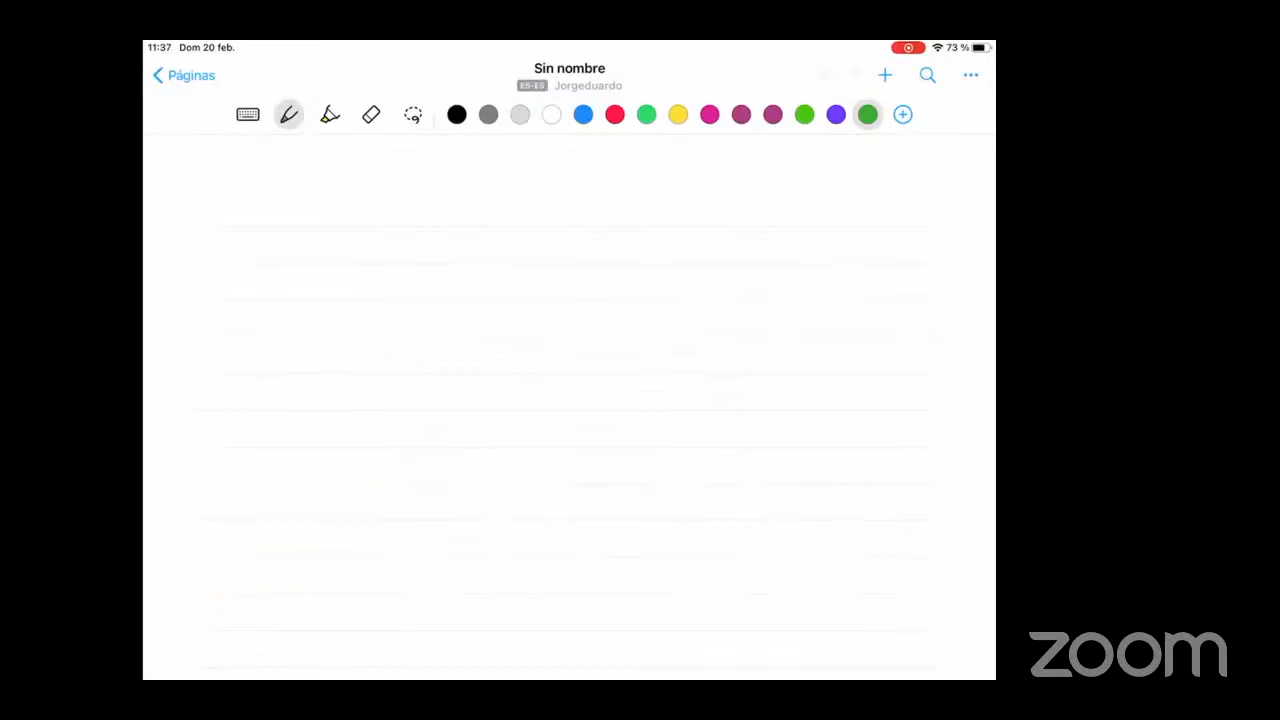 11:37 Dom 20 feb.
73 %
Páginas
Sin nombre
ES-ES Jorgeduardo
zoom